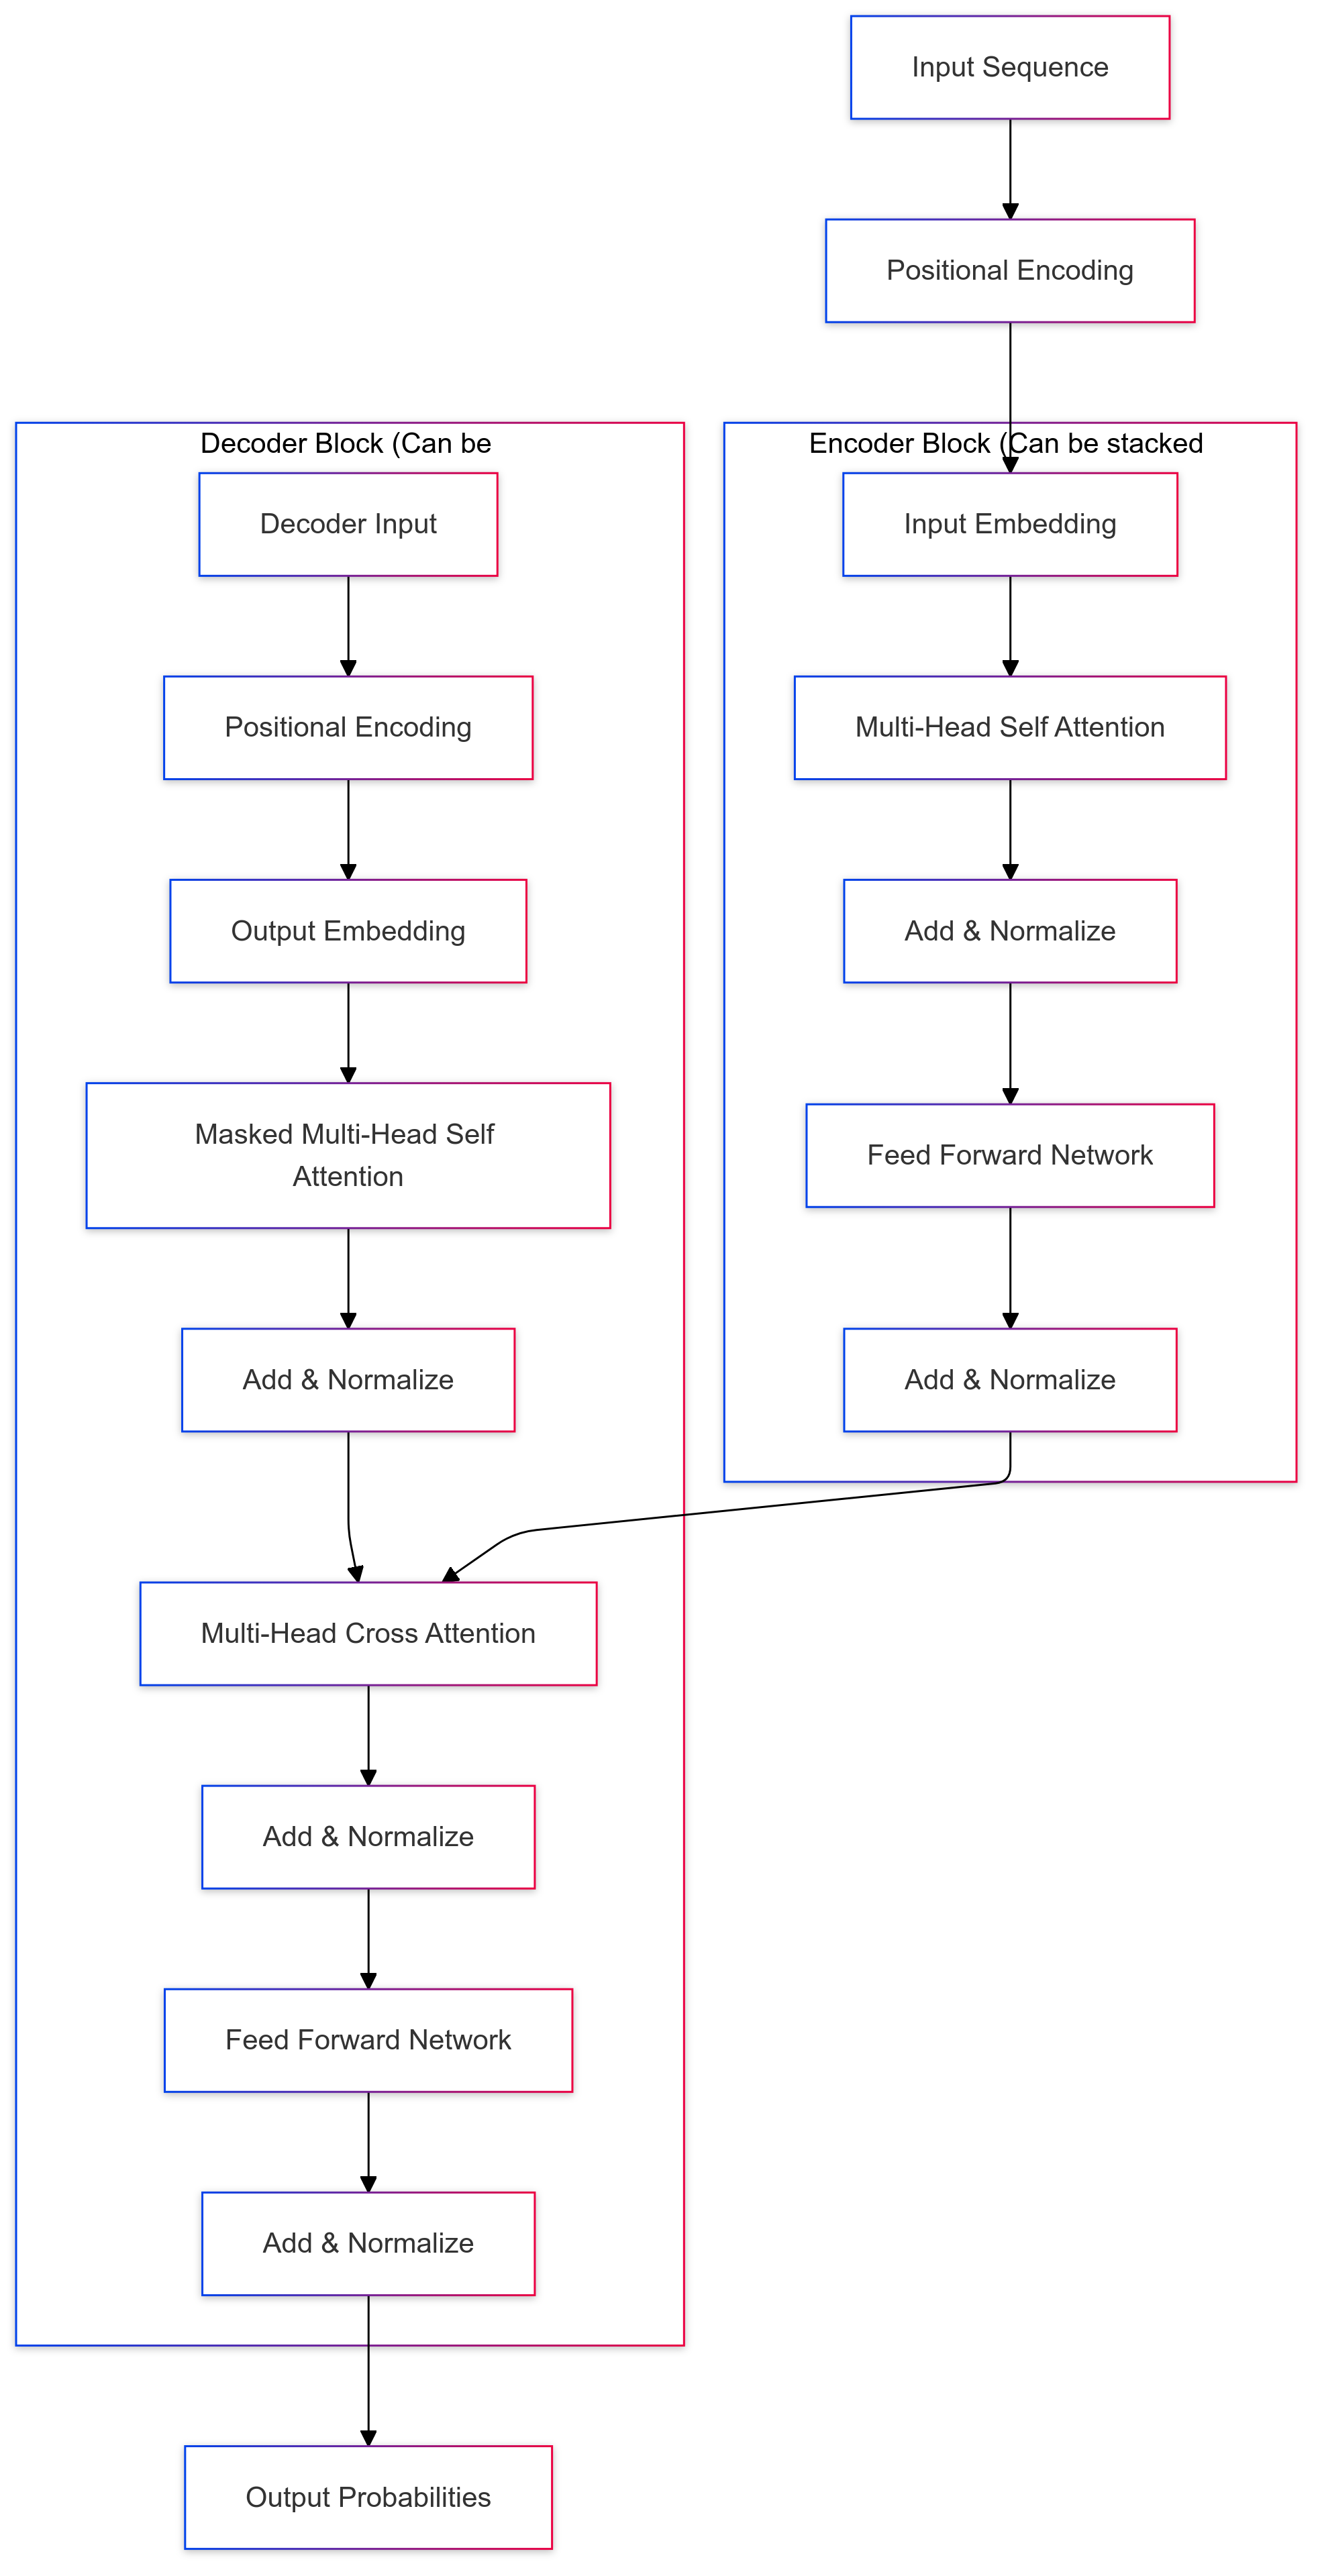 Input Sequence
Positional Encoding
Encoder Block (Can be stacked
Input Embedding
Multi-Head Self Attention
Add & Normalize
Feed Forward Network
Add & Normalize
Decoder Block (Can be
Decoder Input
Positional Encoding
Output Embedding
Masked Multi-Head Self
Attention
Add & Normalize
Multi-Head Cross Attention
Add & Normalize
Feed Forward Network
Add & Normalize
Output Probabilities